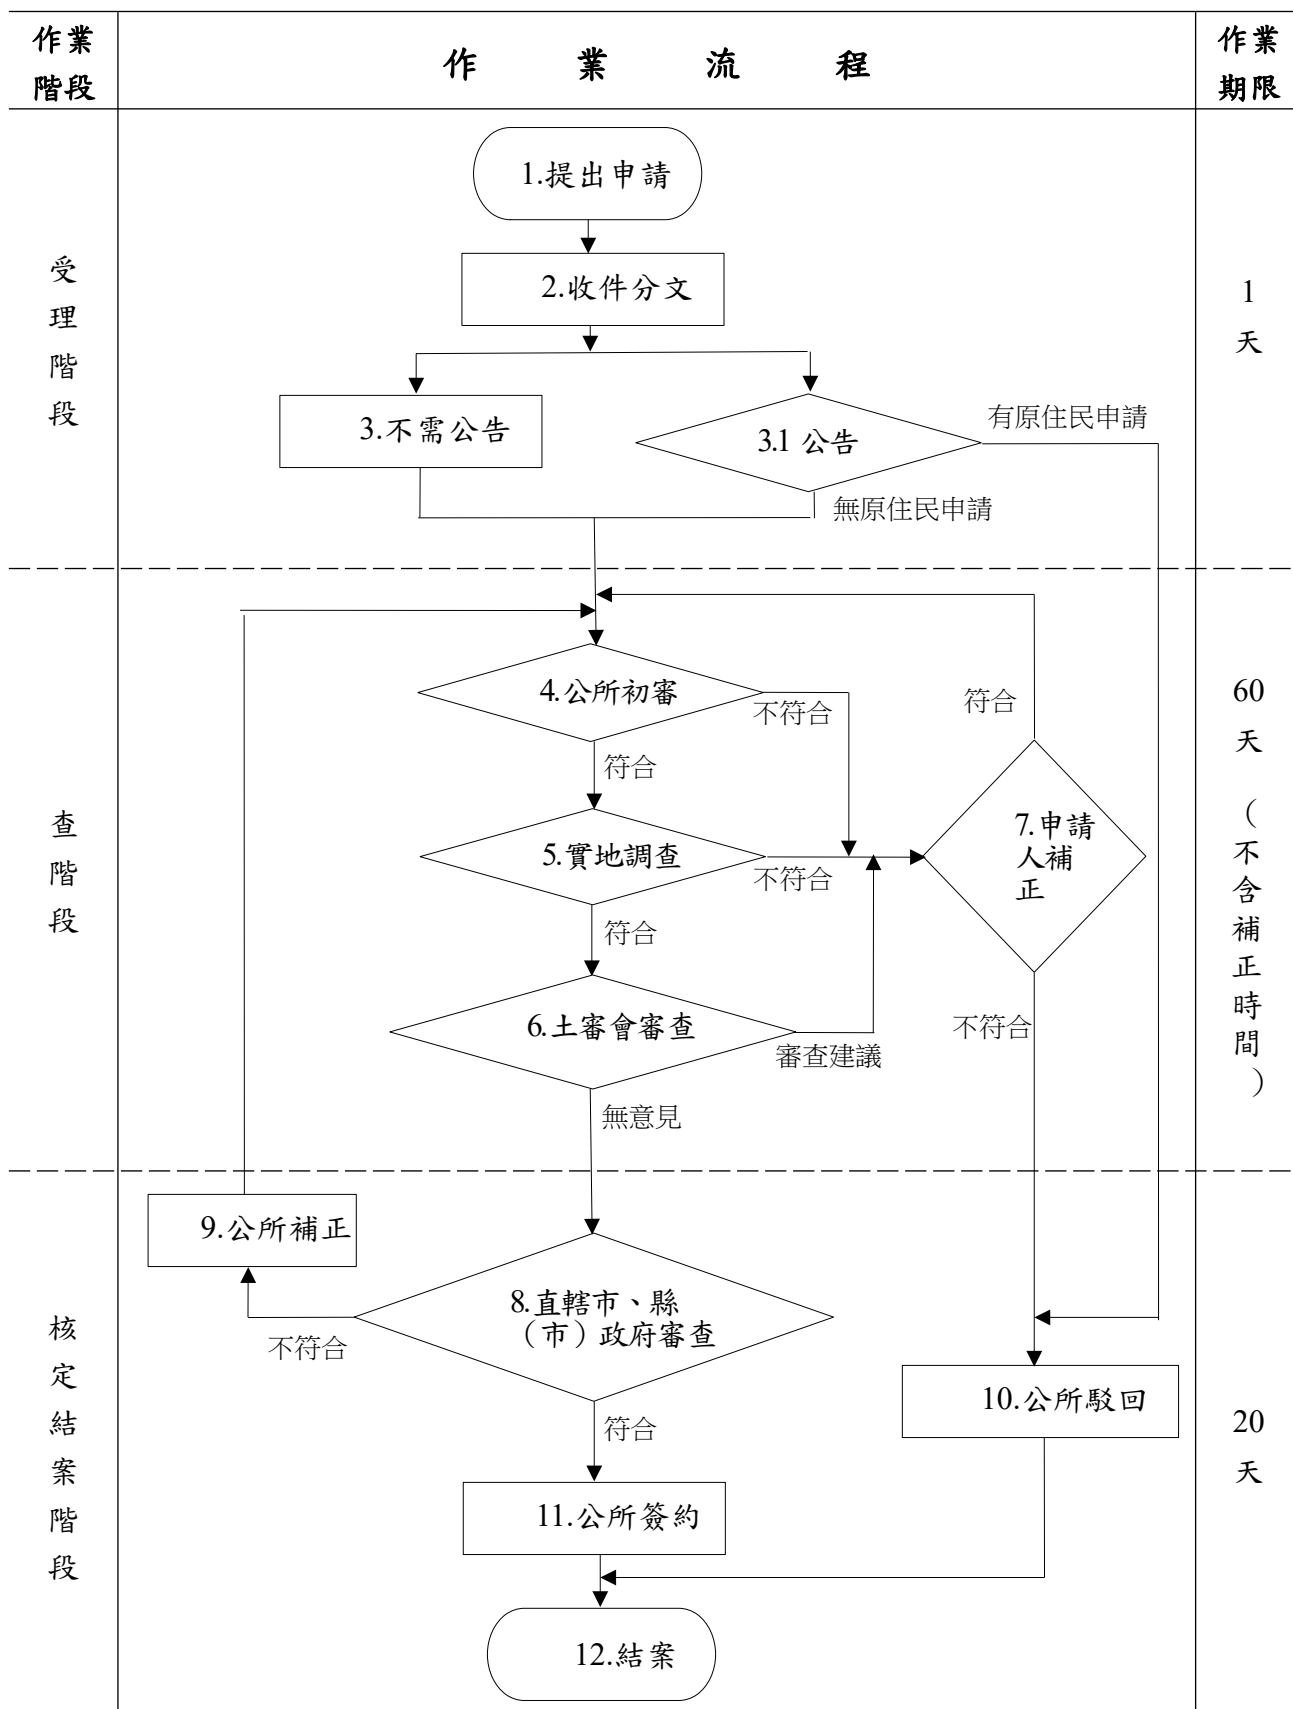 作業
階段
作業流程
作業
期限
受
理
階
段
1
天
1.提出申請
2.收件分文
3.不需公告
3.1 公告
有原住民申請
無原住民申請
查
階
段
60
天
（
不
含
補
正
時
間
）
4.公所初審
不符合
符合
符合
5.實地調查
不符合
7.申請
人補
正
符合
6.土審會審查
審查建議
不符合
無意見
核
定
結
案
階
段
20
天
9.公所補正
8.直轄市、縣
（市）政府審查
不符合
10.公所駁回
符合
11.公所簽約
12.結案